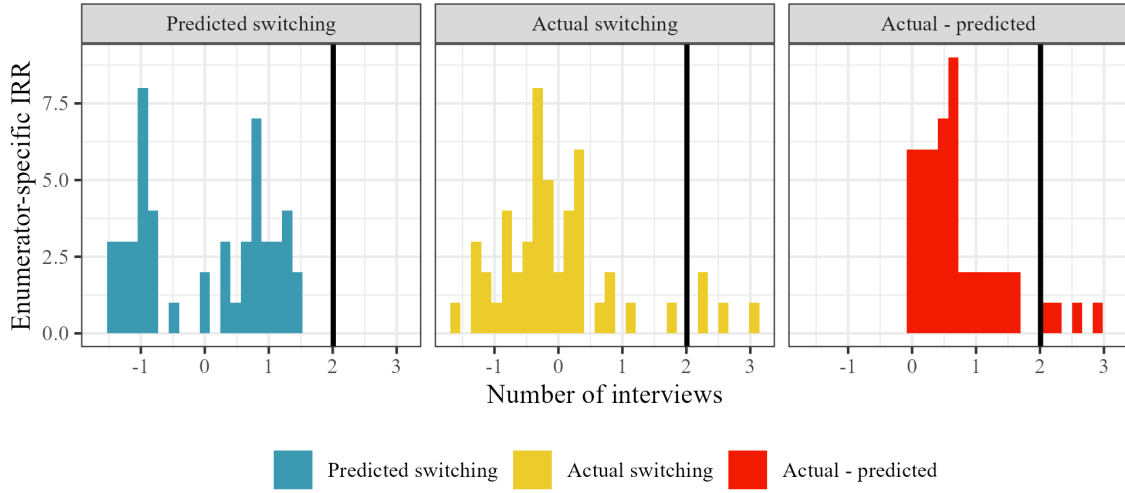 Predicted switching
Actual switching
Actual - predicted
Enumerator-specific IRR
7.5
5.0
2.5
0.0
-1 0 1 2 3
-1 0 1 2 3
-1 0 1 2 3
Number of interviews
Predicted switching
Actual switching
Actual - predicted